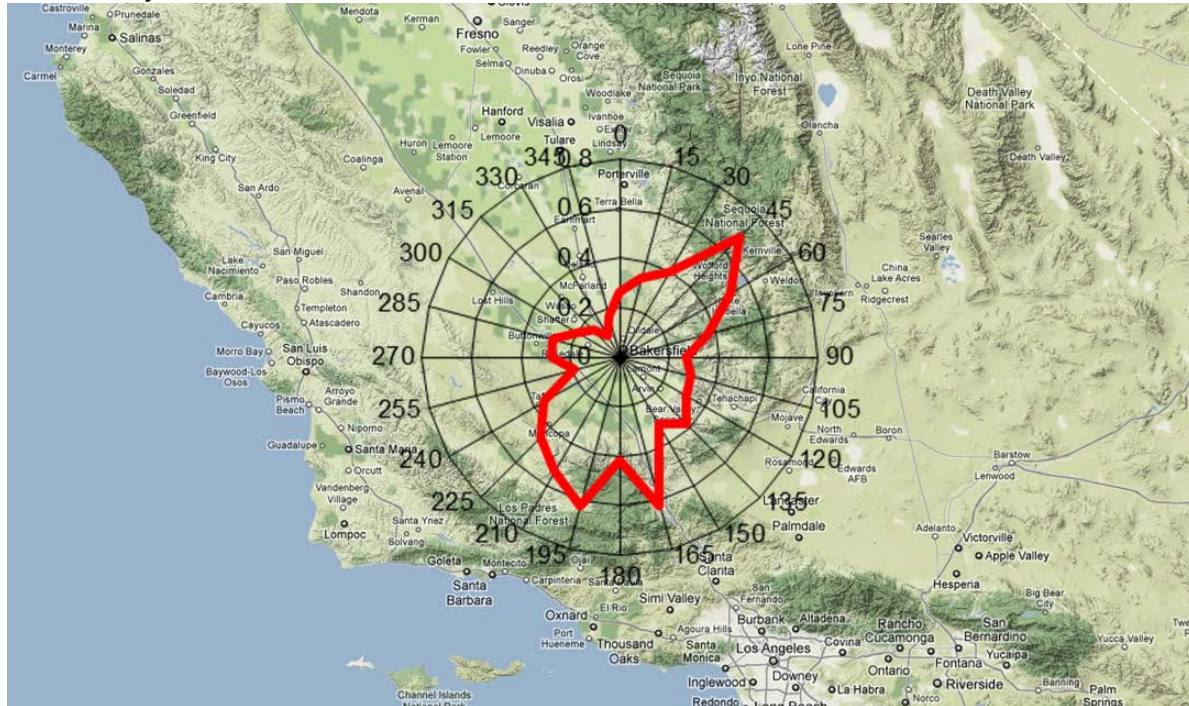 Castroville
Prunedale
Marina
Salinas
Monterey
Carmel
Gonzales
Soledad
Greenfield
King City
San Ardo
Mendota
Kerman
Sanger
Fresno
Fowler
Selma
Reedley
Orange
Cove
Dinuba
Orosi
Woodlake
Hanford
Visalia
Ivanhoe
Exeter
Lemoore
Lemoore
Station
Huron
Tulare
Lindsay
Coalinga
Avenal
Corcoran
Sequoia
National Park
Inyo National
Forest
Lone Pine
Olancha
Death Valley
National Park
Death Valley
0
15
30
45
60
75
90
105
120
135
150
165
180
195
210
225
240
255
270
285
300
315
330
345
0.8
0.6
0.4
0.2
0
Porterville
Terra Bella
Earlimart
McFarland
Lost Hills
Shafter
Oildale
Bakersfield
Lamont
Arvin
Bear Valley
Tehachapi
Maricopa
Sequoia
National Forest
Kernville
Wofford
Heights
Weldon
Inyokern
China
Lake Acres
Ridgecrest
Searles
Valley
California
City
Mojave
North
Edwards
Boron
Rosamond
Edwards
AFB
Lancaster
Palmdale
Barstow
Lenwood
Adelanto
Victorville
Apple Valley
Hesperia
Big Bear
City
San Miguel
Lake
Nacimiento
Paso Robles
Shandon
Cambria
Templeton
Atascadero
Cayucos
Morro Bay
San Luis
Obispo
Baywood-Los
Osos
Pismo
Beach
Arroyo
Grande
Nipomo
Guadalupe
Santa Maria
Orcutt
Vandenberg
Village
Lompoc
Santa Ynez
Solvang
Los Padres
National Forest
Goleta
Montecito
Santa
Barbara
Carpinteria
Ojai
Santa Paula
Oxnard
El Rio
Port
Hueneme
Thousand
Oaks
Simi Valley
Agoura Hills
Santa
Clarita
San
Fernando
Burbank
Altadena
Santa
Monica
Los Angeles
Inglewood
Downey
Redondo
Long Beach
La Habra
Covina
Rancho
Cucamonga
Ontario
Fontana
San
Bernardino
Yucaipa
Riverside
Norco
Banning
Yucca Valley
Palm
Springs
Channel Islands
National Park